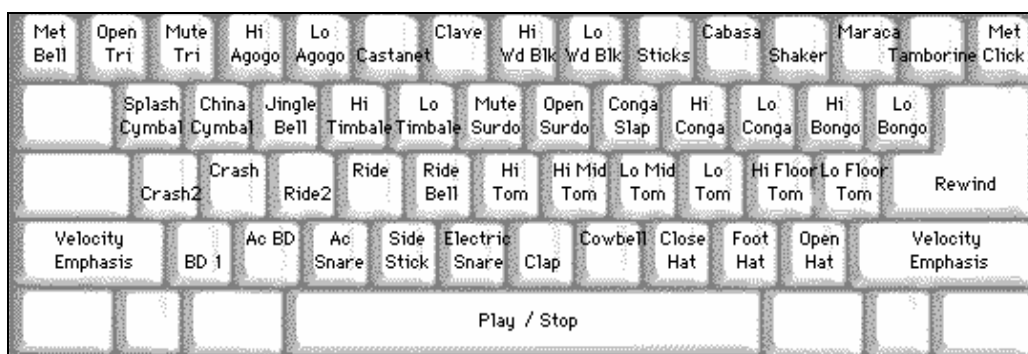 Met Bell
Open Tri
Mute Tri
Hi Agogo
Lo Agogo
Castanet
Clave
Hi Wd Blk
Lo Wd Blk
Sticks
Cabasa
Shaker
Maraca
Tamborine
Met Click
Splash Cymbal
China Cymbal
Jingle Bell
Hi Timbale
Lo Timbale
Mute Surdo
Open Surdo
Conga Slap
Hi Conga
Lo Conga
Hi Bongo
Lo Bongo
Crash2
Crash
Ride2
Ride
Ride Bell
Hi Tom
Hi Mid Tom
Lo Mid Tom
Lo Tom
Hi Floor Tom
Lo Floor Tom
Rewind
Velocity Emphasis
BD 1
Ac BD
Ac Snare
Side Stick
Electric Snare
Clap
Cowbell
Close Hat
Foot Hat
Open Hat
Velocity Emphasis
Play / Stop